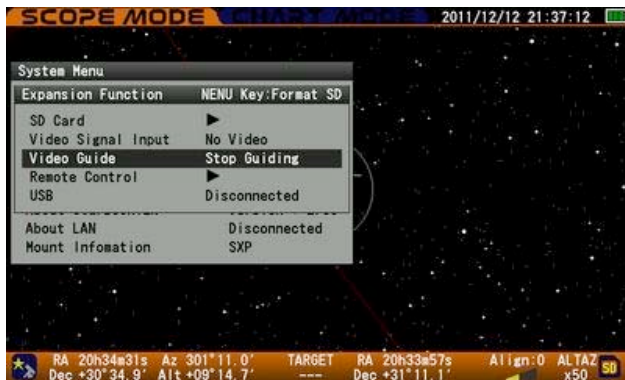 SCOPE MODE CHART MODE 2011/12/12 21:37:12
System Menu
Expansion Function NENU Key:Format SD
SD Card
Video Signal Input No Video
Video Guide Stop Guiding
Remote Control
USB Disconnected
About LAN Disconnected
Mount Infomation SXP
RA 20h34m31s Az 301°11.0' TARGET RA 20h33m57s Align:0 ALTAZ
Dec +30°34.9' Alt +09°14.7' --- Dec +31°11.1' x50 SD